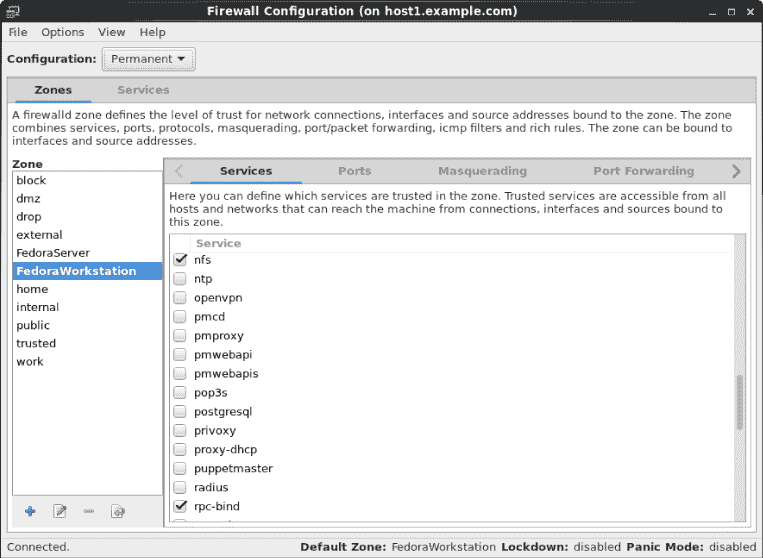 Firewall Configuration (on host1.example.com)
File Options View Help
Configuration: Permanent
Zones Services
A firewalld zone defines the level of trust for network connections, interfaces and source addresses bound to the zone. The zone
combines services, ports, protocols, masquerading, port/packet forwarding, icmp filters and rich rules. The zone can be bound to
interfaces and source addresses.
Zone
block
dmz
drop
external
FedoraServer
FedoraWorkstation
home
internal
public
trusted
work
Services Ports Masquerading Port Forwarding
Here you can define which services are trusted in the zone. Trusted services are accessible from all
hosts and networks that can reach the machine from connections, interfaces and sources bound to
this zone.
Service
nfs
ntp
openvpn
pmcd
pmproxy
pmwebapi
pmwebapis
pop3s
postgresql
privoxy
proxy-dhcp
puppetmaster
radius
rpc-bind
Connected.
Default Zone: FedoraWorkstation Lockdown: disabled Panic Mode: disabled